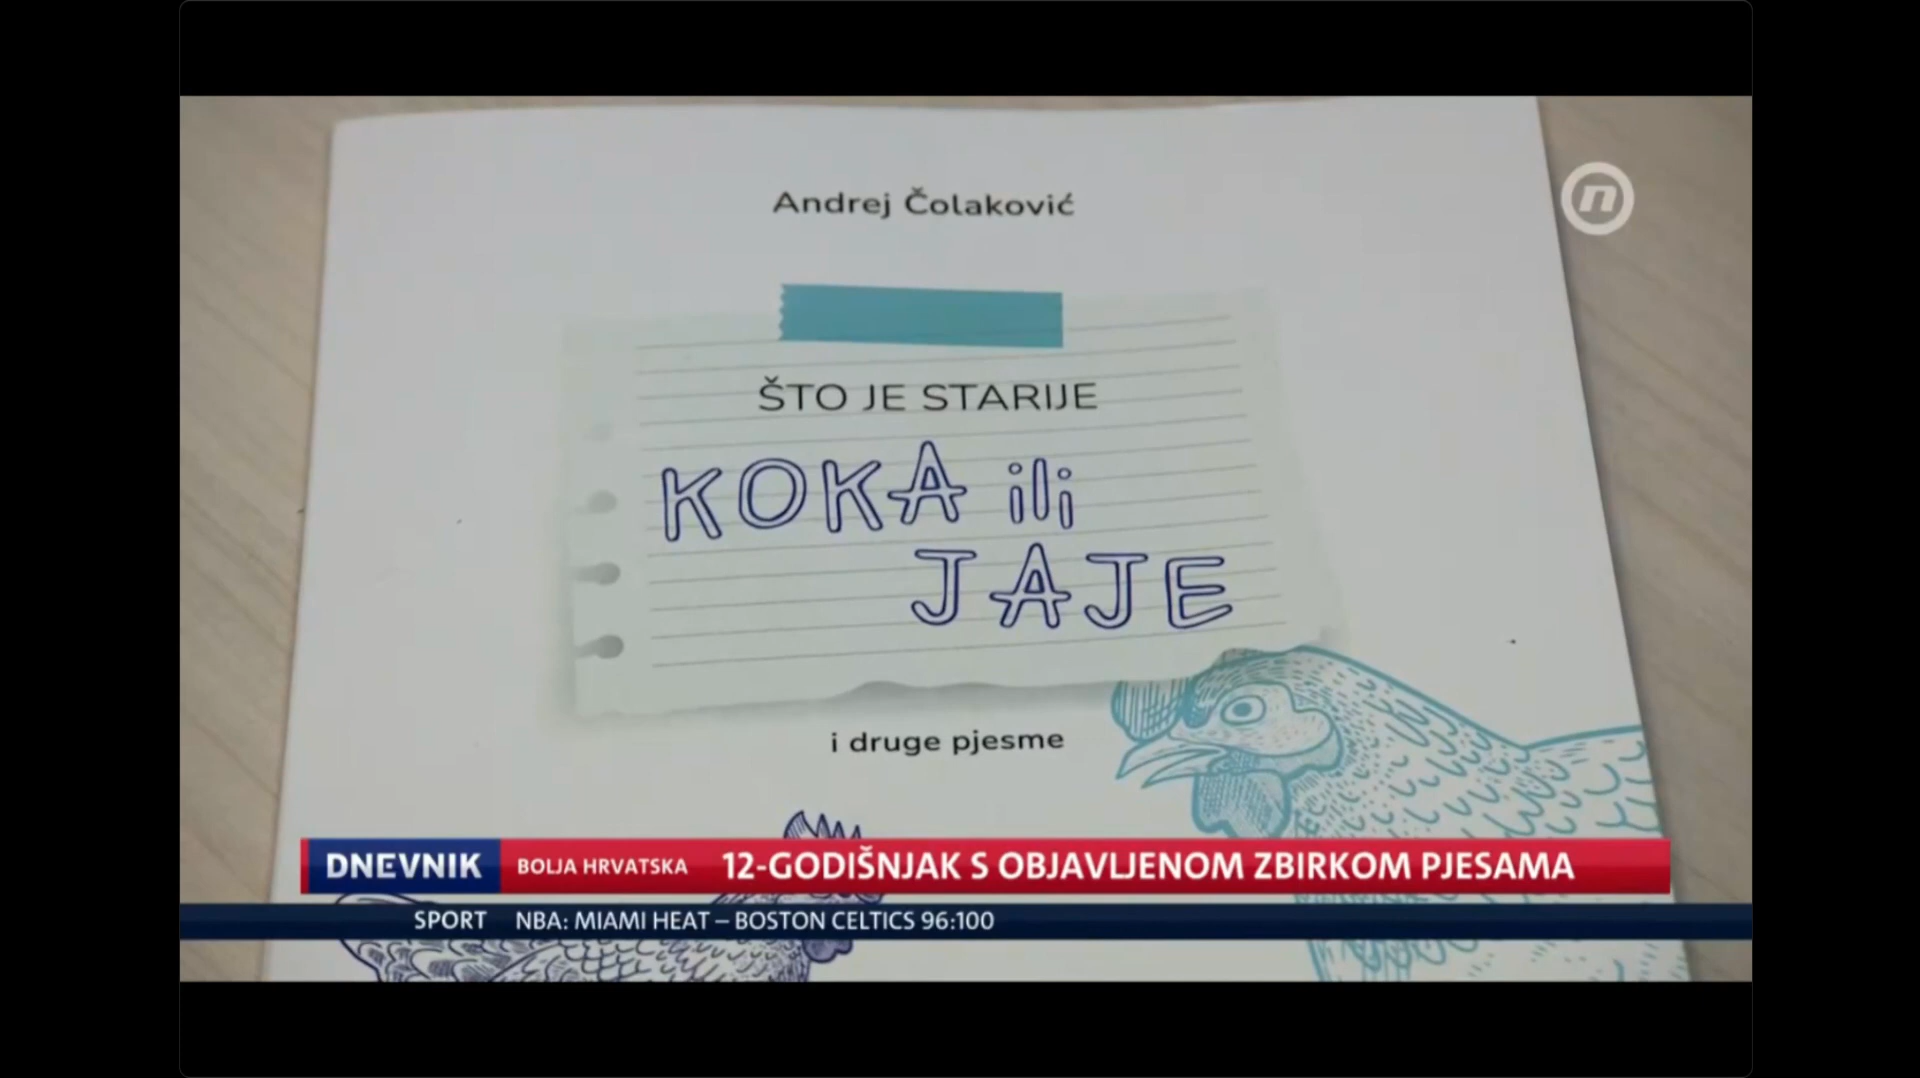 Andrej Čolaković
ŠTO JE STARIJE
KOKA ili
JAJE
i druge pjesme
DNEVNIK BOLJA HRVATSKA 12-GODIŠNJAK S OBJAVLJENOM ZBIRKOM PJESAMA
SPORT NBA: MIAMI HEAT – BOSTON CELTICS 96:100